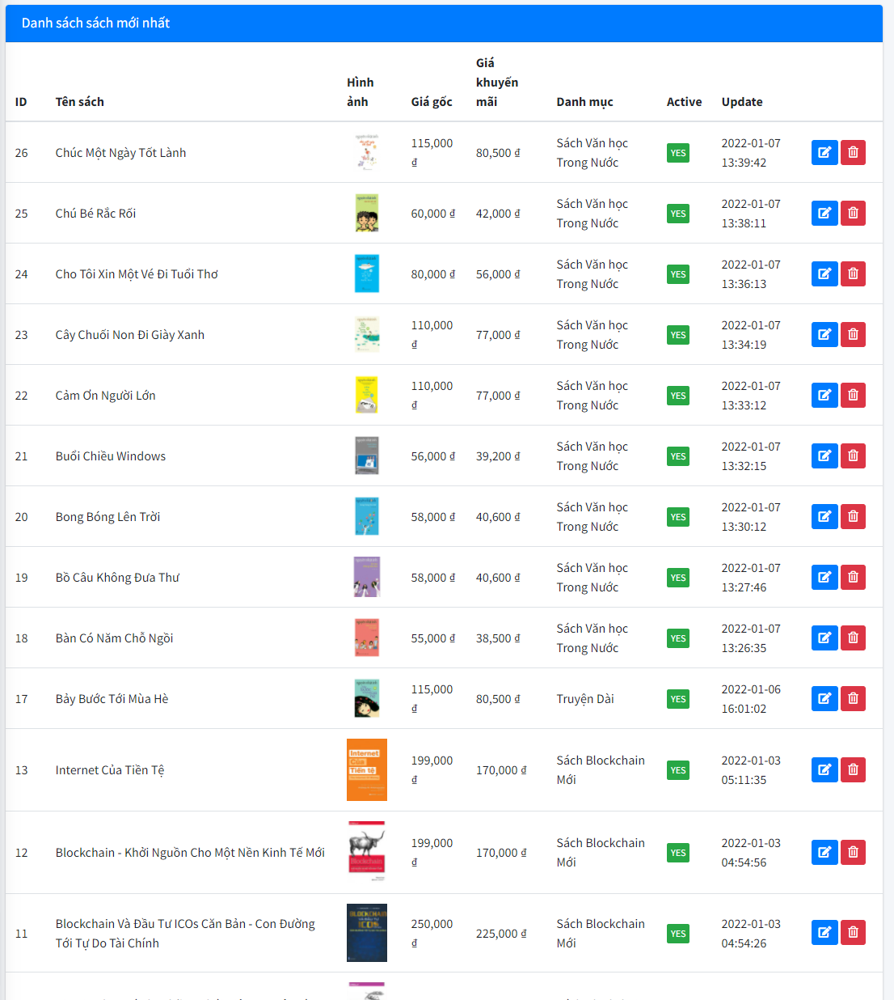 Danh sách sách mới nhất
ID Tên sách Hình ảnh Giá gốc Giá khuyến mãi Danh mục Active Update
26 Chúc Một Ngày Tốt Lành 115,000 ₫ 80,500 ₫ Sách Văn học Trong Nước YES 2022-01-07 13:39:42
25 Chú Bé Rắc Rối 60,000 ₫ 42,000 ₫ Sách Văn học Trong Nước YES 2022-01-07 13:38:11
24 Cho Tôi Xin Một Vé Đi Tuổi Thơ 80,000 ₫ 56,000 ₫ Sách Văn học Trong Nước YES 2022-01-07 13:36:13
23 Cây Chuối Non Đi Giày Xanh 110,000 ₫ 77,000 ₫ Sách Văn học Trong Nước YES 2022-01-07 13:34:19
22 Cảm Ơn Người Lớn 110,000 ₫ 77,000 ₫ Sách Văn học Trong Nước YES 2022-01-07 13:33:12
21 Buổi Chiều Windows 56,000 ₫ 39,200 ₫ Sách Văn học Trong Nước YES 2022-01-07 13:32:15
20 Bong Bóng Lên Trời 58,000 ₫ 40,600 ₫ Sách Văn học Trong Nước YES 2022-01-07 13:30:12
19 Bồ Câu Không Đưa Thư 58,000 ₫ 40,600 ₫ Sách Văn học Trong Nước YES 2022-01-07 13:27:46
18 Bàn Có Năm Chỗ Ngồi 55,000 ₫ 38,500 ₫ Sách Văn học Trong Nước YES 2022-01-07 13:26:35
17 Bảy Bước Tới Mùa Hè 115,000 ₫ 80,500 ₫ Truyện Dài YES 2022-01-06 16:01:02
13 Internet Của Tiền Tệ Internet Của Tiền tệ 199,000 ₫ 170,000 ₫ Sách Blockchain Mới YES 2022-01-03 05:11:35
12 Blockchain - Khởi Nguồn Cho Một Nền Kinh Tế Mới Blockchain 199,000 ₫ 170,000 ₫ Sách Blockchain Mới YES 2022-01-03 04:54:56
11 Blockchain Và Đầu Tư ICOs Căn Bản - Con Đường Tới Tự Do Tài Chính BLOCKCHAIN ICOs 250,000 ₫ 225,000 ₫ Sách Blockchain Mới YES 2022-01-03 04:54:26